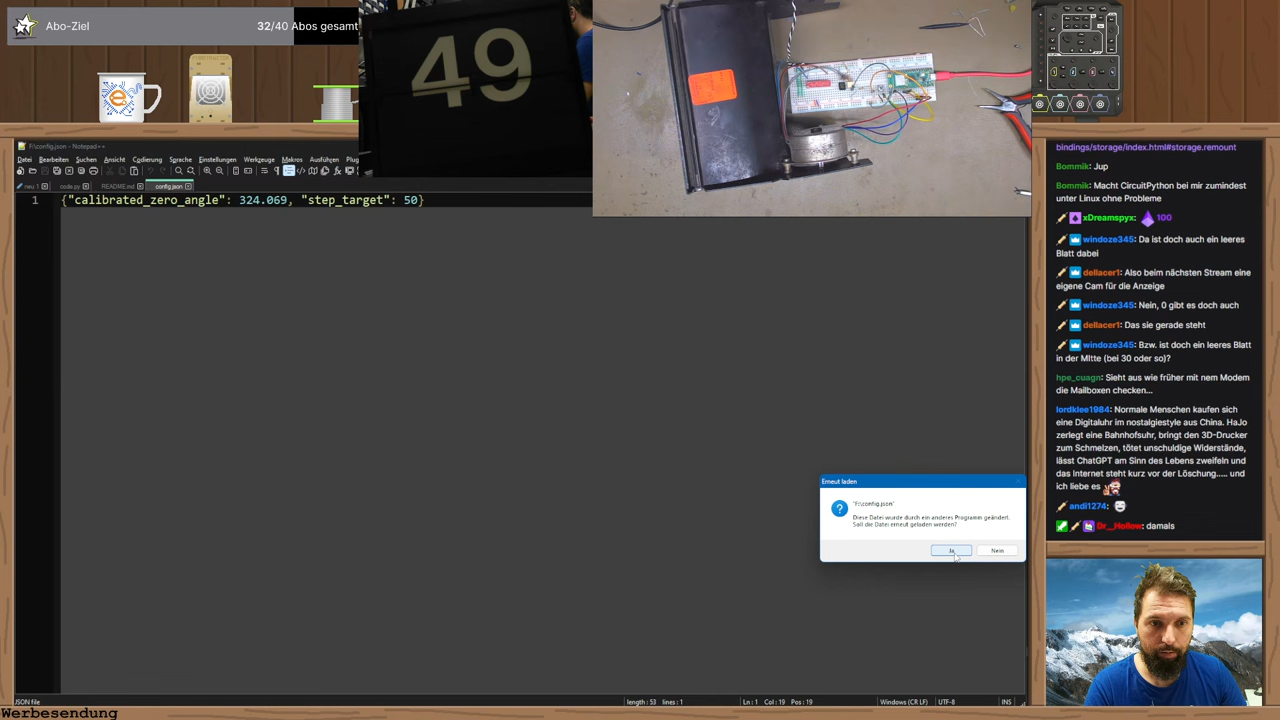 Abo-Ziel
32/40 Abos gesamt
49
F:\config.json - Notepad++
Datei Bearbeiten Suchen Ansicht Codierung Sprache Einstellungen Werkzeuge Makros Ausführen Plug
neu 1 code.py README.md config.json
1 {"calibrated_zero_angle": 324.069, "step_target": 50}
bindings/storage/index.html#storage.remount
Bommik: Jup
Bommik: Macht CircuitPython bei mir zumindest
unter Linux ohne Probleme
xDreamspyx: 100
windoze345: Da ist doch auch ein leeres
Blatt dabei
dellacer1: Also beim nächsten Stream eine
eigene Cam für die Anzeige
windoze345: Nein, 0 gibt es doch auch
dellacer1: Das sie gerade steht
windoze345: Bzw. ist doch ein leeres Blatt
in der MItte (bei 30 oder so)?
hpe_cuagn: Sieht aus wie früher mit nem Modem
die Mailboxen checken...
lordklee1984: Normale Menschen kaufen sich
eine Digitaluhr im nostalgiestyle aus China. HaJo
zerlegt eine Bahnhofsuhr, bringt den 3D-Drucker
zum Schmelzen, tötet unschuldige Widerstände,
lässt ChatGPT am Sinn des Lebens zweifeln und
das Internet steht kurz vor der Löschung..... und
ich liebe es
andi1274:
Dr__Hollow: damals
Erneut laden
"F:\config.json"
Diese Datei wurde durch ein anderes Programm geändert.
Soll die Datei erneut geladen werden?
Ja Nein
JSON file length : 53 lines : 1 Ln : 1 Col : 19 Pos : 19 Windows (CR LF) UTF-8 INS
Werbesendung